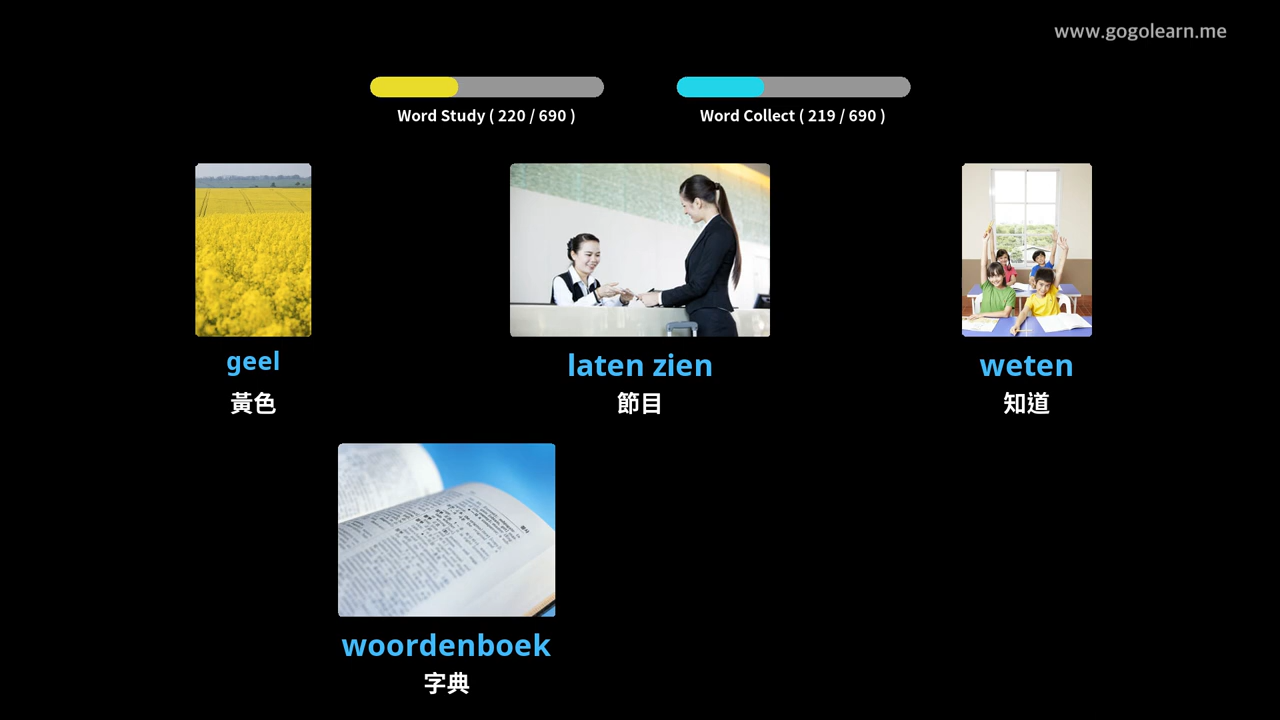 www.gogolearn.me
Word Study ( 220 / 690 )
Word Collect ( 219 / 690 )
geel
黃色
laten zien
節目
weten
知道
woordenboek
字典